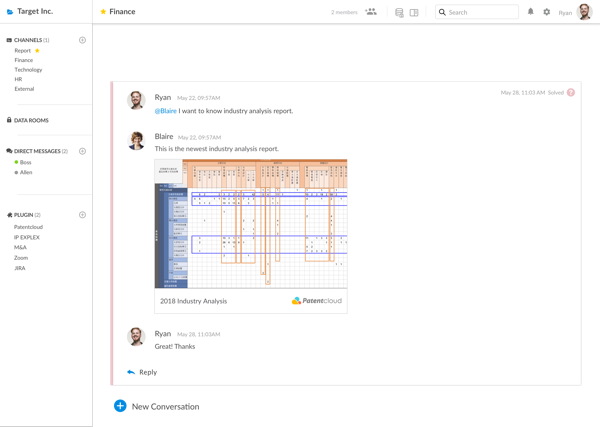 Target Inc.
Finance
2 members
Search
Ryan
CHANNELS (1)
Report
Finance
Technology
HR
External
DATA ROOMS
DIRECT MESSAGES (2)
Boss
Allen
PLUGIN (2)
Patentcloud
IP EXPLEX
M&A
Zoom
JIRA
May 28, 11:03 AM Solved
Ryan May 22, 09:57AM
@Blaire I want to know industry analysis report.
Blaire May 22, 09:57AM
This is the newest industry analysis report.
2018 Industry Analysis
Patentcloud
Ryan May 28, 11:03AM
Great! Thanks
Reply
New Conversation